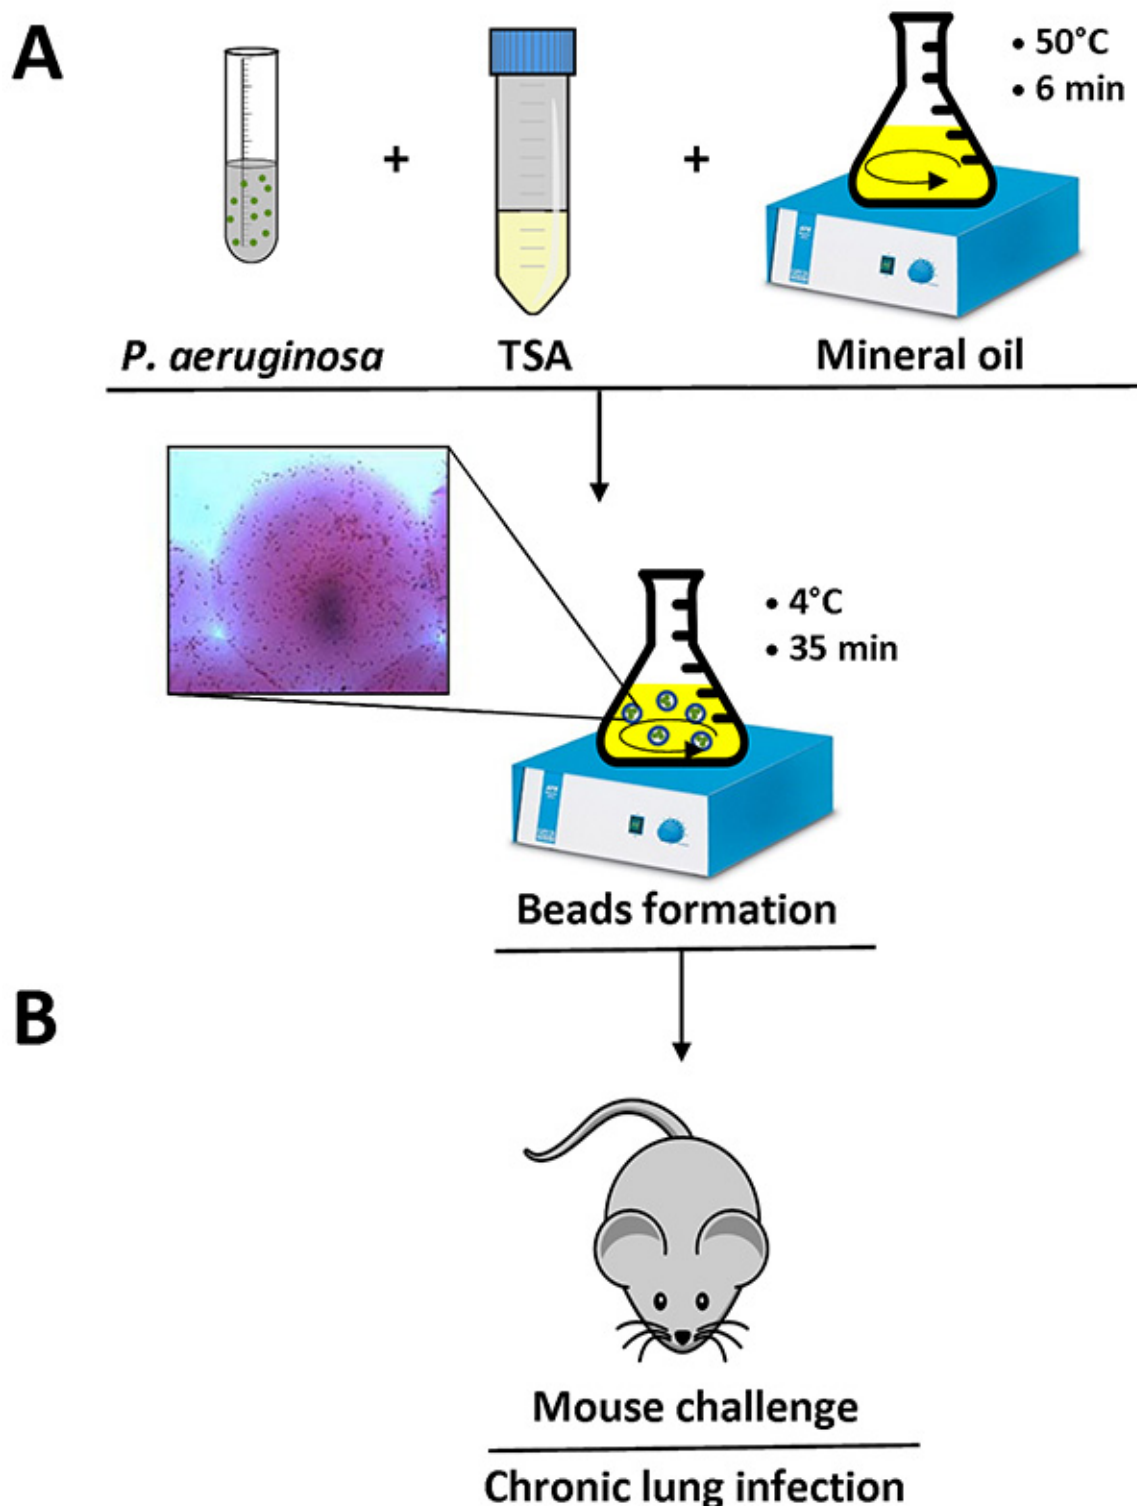 A
• 50°C
• 6 min
+
+
P. aeruginosa
TSA
Mineral oil
• 4°C
• 35 min
Beads formation
B
Mouse challenge
Chronic lung infection